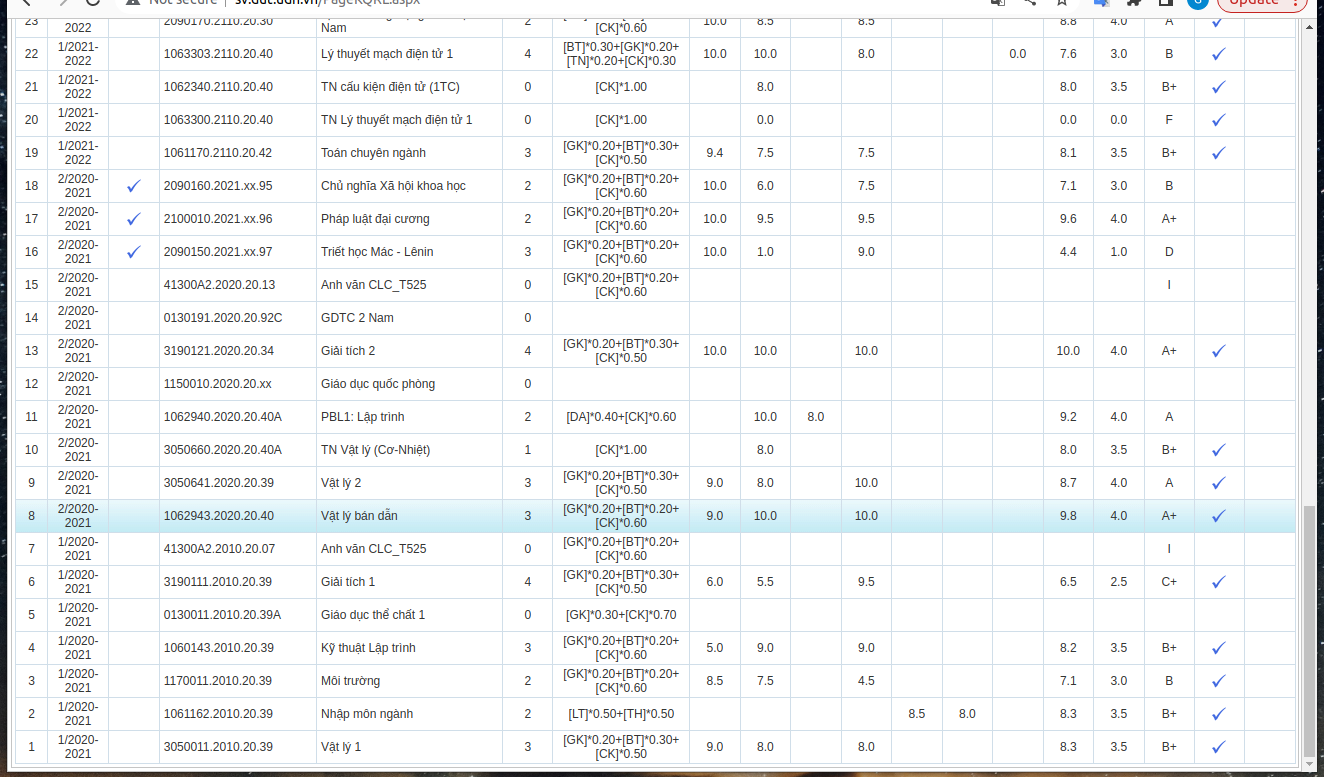 Not secure | sv.dut.udn.vn/PageKQRL.aspx Update
23 2022 2090170.2110.30 Nam 2 [CK]*0.60 10.0 8.5 8.5 8.8 4.0 A
22 1/2021-2022 1063303.2110.20.40 Lý thuyết mạch điện tử 1 4 [BT]*0.30+[GK]*0.20+[TN]*0.20+[CK]*0.30 10.0 10.0 8.0 0.0 7.6 3.0 B
21 1/2021-2022 1062340.2110.20.40 TN cấu kiện điện tử (1TC) 0 [CK]*1.00 8.0 8.0 3.5 B+
20 1/2021-2022 1063300.2110.20.40 TN Lý thuyết mạch điện tử 1 0 [CK]*1.00 0.0 0.0 0.0 F
19 1/2021-2022 1061170.2110.20.42 Toán chuyên ngành 3 [GK]*0.20+[BT]*0.30+[CK]*0.50 9.4 7.5 7.5 8.1 3.5 B+
18 2/2020-2021 2090160.2021.xx.95 Chủ nghĩa Xã hội khoa học 2 [GK]*0.20+[BT]*0.20+[CK]*0.60 10.0 6.0 7.5 7.1 3.0 B
17 2/2020-2021 2100010.2021.xx.96 Pháp luật đại cương 2 [GK]*0.20+[BT]*0.20+[CK]*0.60 10.0 9.5 9.5 9.6 4.0 A+
16 2/2020-2021 2090150.2021.xx.97 Triết học Mác - Lênin 3 [GK]*0.20+[BT]*0.20+[CK]*0.60 10.0 1.0 9.0 4.4 1.0 D
15 2/2020-2021 41300A2.2020.20.13 Anh văn CLC_T525 0 [GK]*0.20+[BT]*0.20+[CK]*0.60 I
14 2/2020-2021 0130191.2020.20.92C GDTC 2 Nam 0
13 2/2020-2021 3190121.2020.20.34 Giải tích 2 4 [GK]*0.20+[BT]*0.30+[CK]*0.50 10.0 10.0 10.0 10.0 4.0 A+
12 2/2020-2021 1150010.2020.20.xx Giáo dục quốc phòng 0
11 2/2020-2021 1062940.2020.20.40A PBL1: Lập trình 2 [DA]*0.40+[CK]*0.60 10.0 8.0 9.2 4.0 A
10 2/2020-2021 3050660.2020.20.40A TN Vật lý (Cơ-Nhiệt) 1 [CK]*1.00 8.0 8.0 3.5 B+
9 2/2020-2021 3050641.2020.20.39 Vật lý 2 3 [GK]*0.20+[BT]*0.30+[CK]*0.50 9.0 8.0 10.0 8.7 4.0 A
8 2/2020-2021 1062943.2020.20.40 Vật lý bán dẫn 3 [GK]*0.20+[BT]*0.20+[CK]*0.60 9.0 10.0 10.0 9.8 4.0 A+
7 1/2020-2021 41300A2.2010.20.07 Anh văn CLC_T525 0 [GK]*0.20+[BT]*0.20+[CK]*0.60 I
6 1/2020-2021 3190111.2010.20.39 Giải tích 1 4 [GK]*0.20+[BT]*0.30+[CK]*0.50 6.0 5.5 9.5 6.5 2.5 C+
5 1/2020-2021 0130011.2010.20.39A Giáo dục thể chất 1 0 [GK]*0.30+[CK]*0.70
4 1/2020-2021 1060143.2010.20.39 Kỹ thuật Lập trình 3 [GK]*0.20+[BT]*0.20+[CK]*0.60 5.0 9.0 9.0 8.2 3.5 B+
3 1/2020-2021 1170011.2010.20.39 Môi trường 2 [GK]*0.20+[BT]*0.20+[CK]*0.60 8.5 7.5 4.5 7.1 3.0 B
2 1/2020-2021 1061162.2010.20.39 Nhập môn ngành 2 [LT]*0.50+[TH]*0.50 8.5 8.0 8.3 3.5 B+
1 1/2020-2021 3050011.2010.20.39 Vật lý 1 3 [GK]*0.20+[BT]*0.30+[CK]*0.50 9.0 8.0 8.0 8.3 3.5 B+